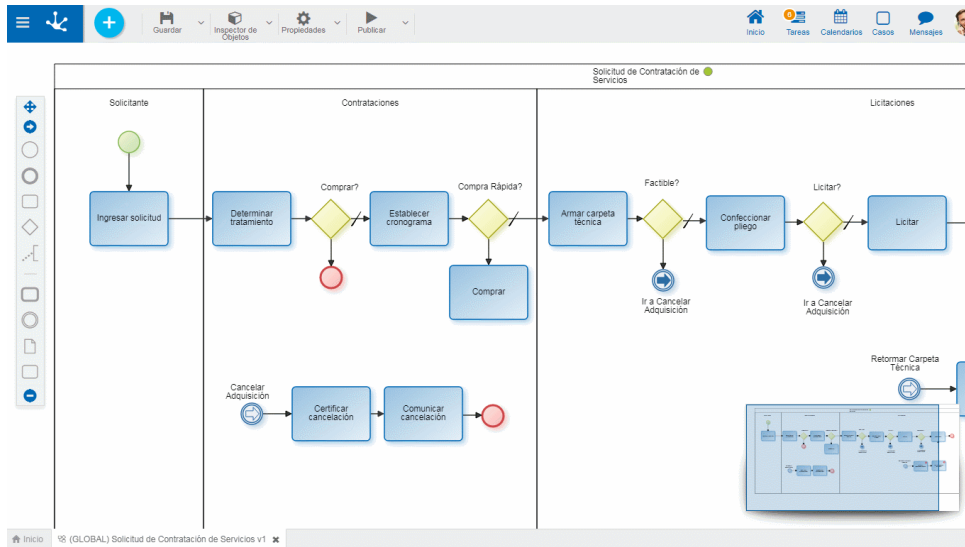 Guardar
Inspector de
Objetos
Propiedades
Publicar
Inicio
6
Tareas
Calendarios
Casos
Mensajes
Solicitud de Contratación de
Servicios
Solicitante
Contrataciones
Licitaciones
Comprar?
Compra Rápida?
Factible?
Licitar?
Ingresar solicitud
Determinar
tratamiento
Establecer
cronograma
Armar carpeta
técnica
Confeccionar
pliego
Licitar
Comprar
Ir a Cancelar
Adquisición
Ir a Cancelar
Adquisición
Retormar Carpeta
Técnica
Cancelar
Adquisición
Certificar
cancelación
Comunicar
cancelación
Inicio
(GLOBAL) Solicitud de Contratación de Servicios v1